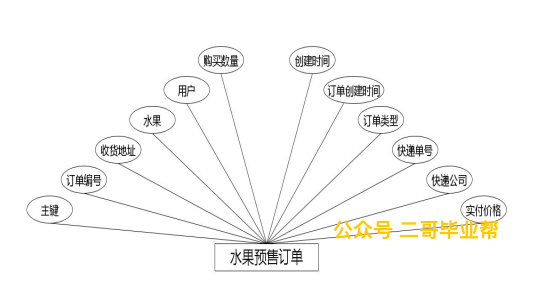 购买数量
创建时间
用户
订单创建时间
水果
订单类型
收货地址
快递单号
订单编号
快递公司
主键
实付价格
公众号 二哥毕业帮
水果预售订单